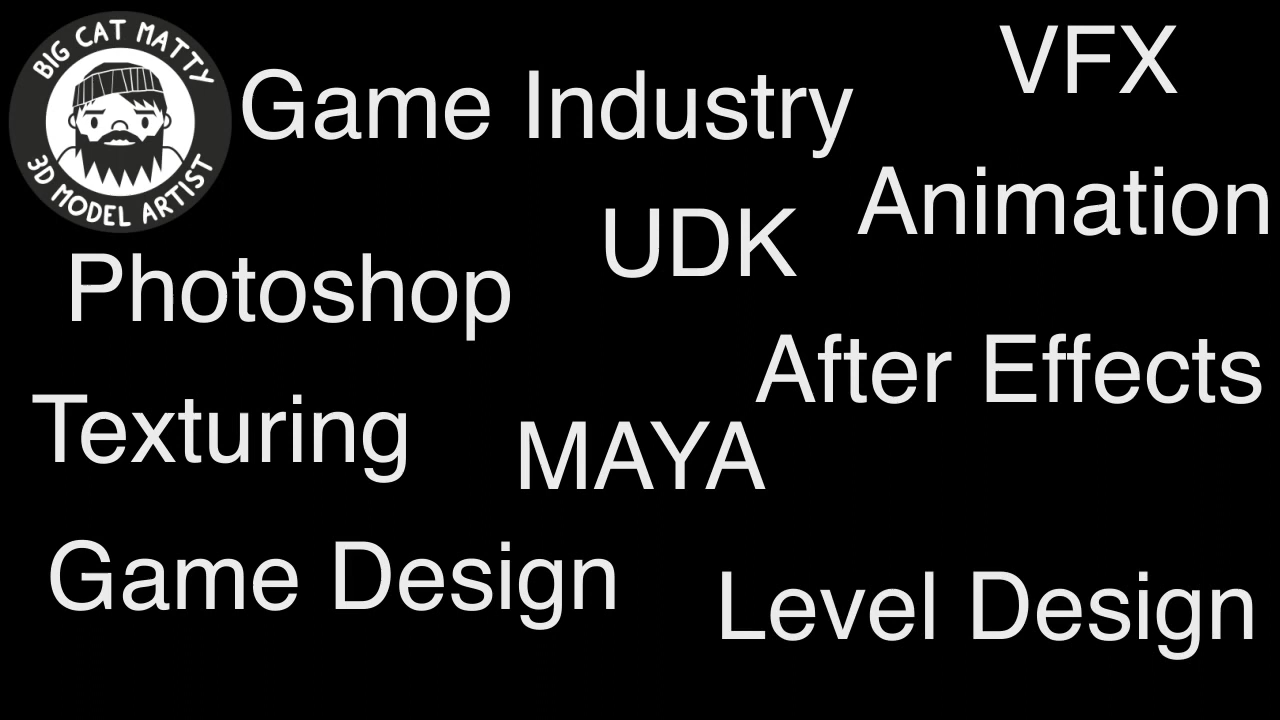 BIG CAT MATTY
3D MODEL ARTIST
Game Industry
VFX
Animation
UDK
Photoshop
After Effects
Texturing
MAYA
Game Design
Level Design